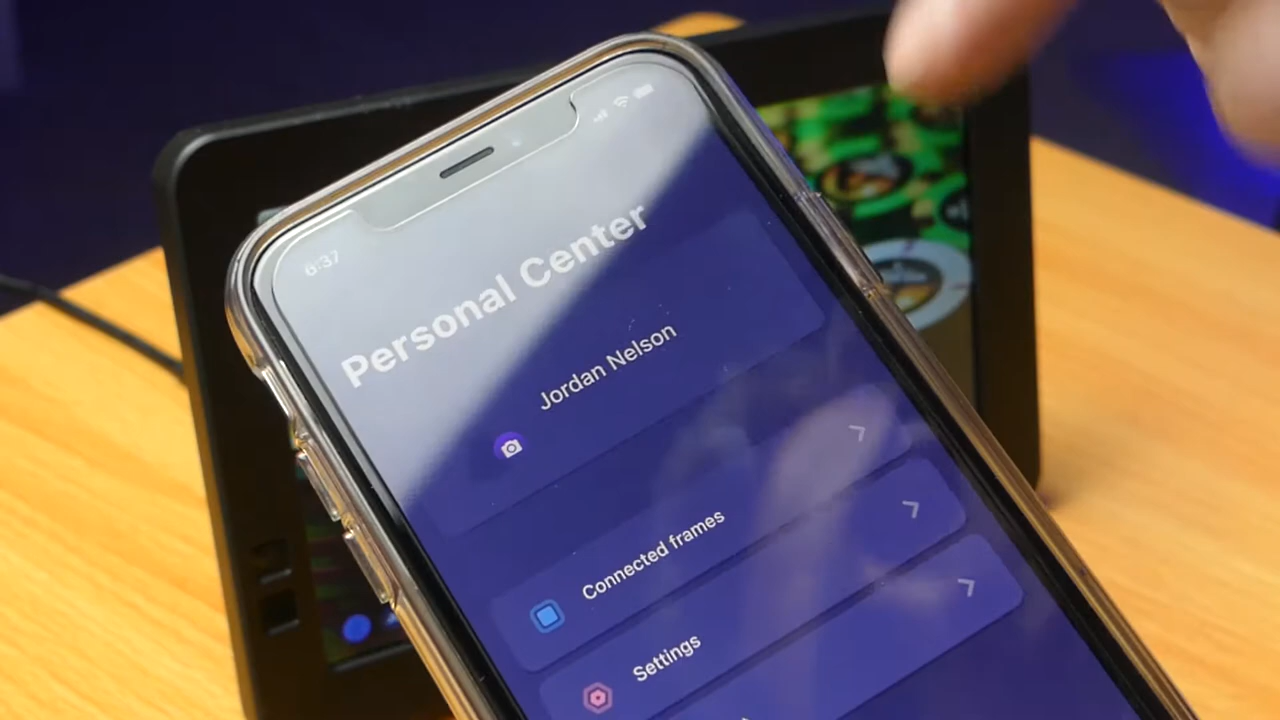 6:37
Personal Center
Jordan Nelson
Connected frames
Settings